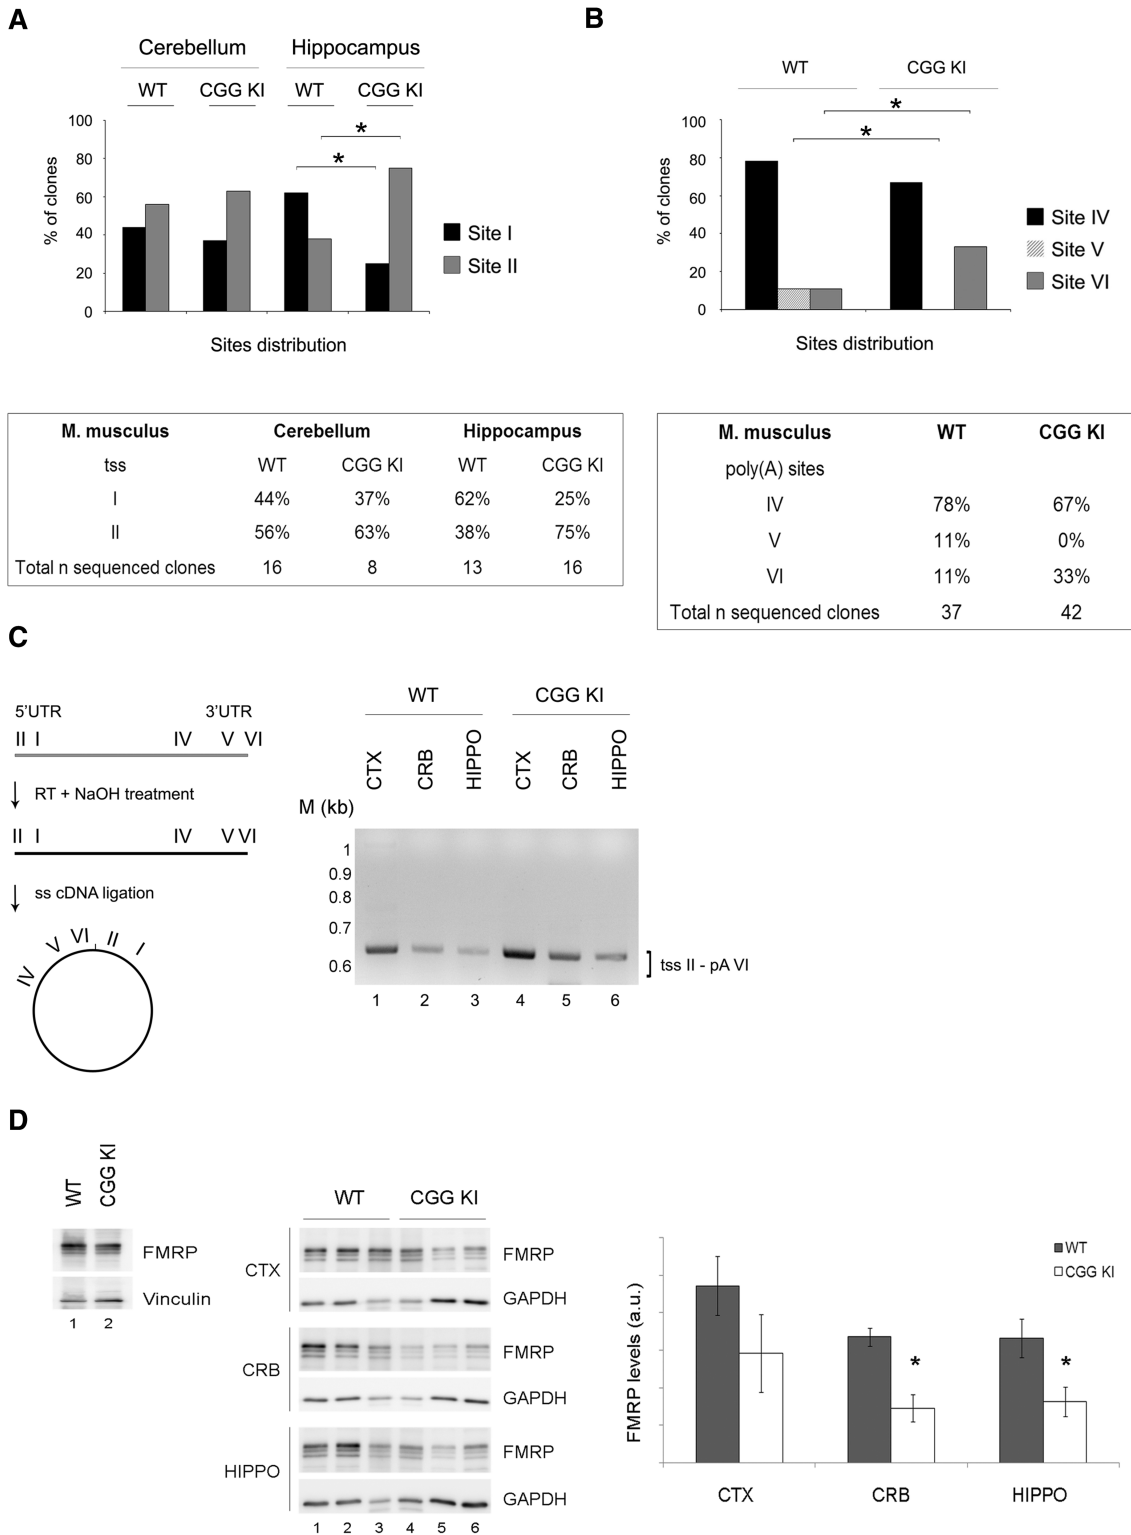 A
Cerebellum Hippocampus
WT CGG KI WT CGG KI
100
80
60
40
20
0
% of clones
* *
Site I
Site II
Sites distribution
B
WT CGG KI
100
80
60
40
20
0
% of clones
* *
Site IV
Site V
Site VI
Sites distribution
M. musculus Cerebellum Hippocampus
tss WT CGG KI WT CGG KI
I 44% 37% 62% 25%
II 56% 63% 38% 75%
Total n sequenced clones 16 8 13 16
M. musculus WT CGG KI
poly(A) sites
IV 78% 67%
V 11% 0%
VI 11% 33%
Total n sequenced clones 37 42
C
5'UTR 3'UTR
II I IV V VI
RT + NaOH treatment
II I IV V VI
ss cDNA ligation
IV V VI II I
WT CGG KI
CTX CRB HIPPO CTX CRB HIPPO
M (kb)
1
0.9
0.8
0.7
0.6
tss II - pA VI
1 2 3 4 5 6
D
WT CGG KI
FMRP
Vinculin
1 2
WT CGG KI
CTX
FMRP
GAPDH
CRB
FMRP
GAPDH
HIPPO
FMRP
GAPDH
1 2 3 4 5 6
FMRP levels (a.u.)
WT
CGG KI
* *
CTX CRB HIPPO